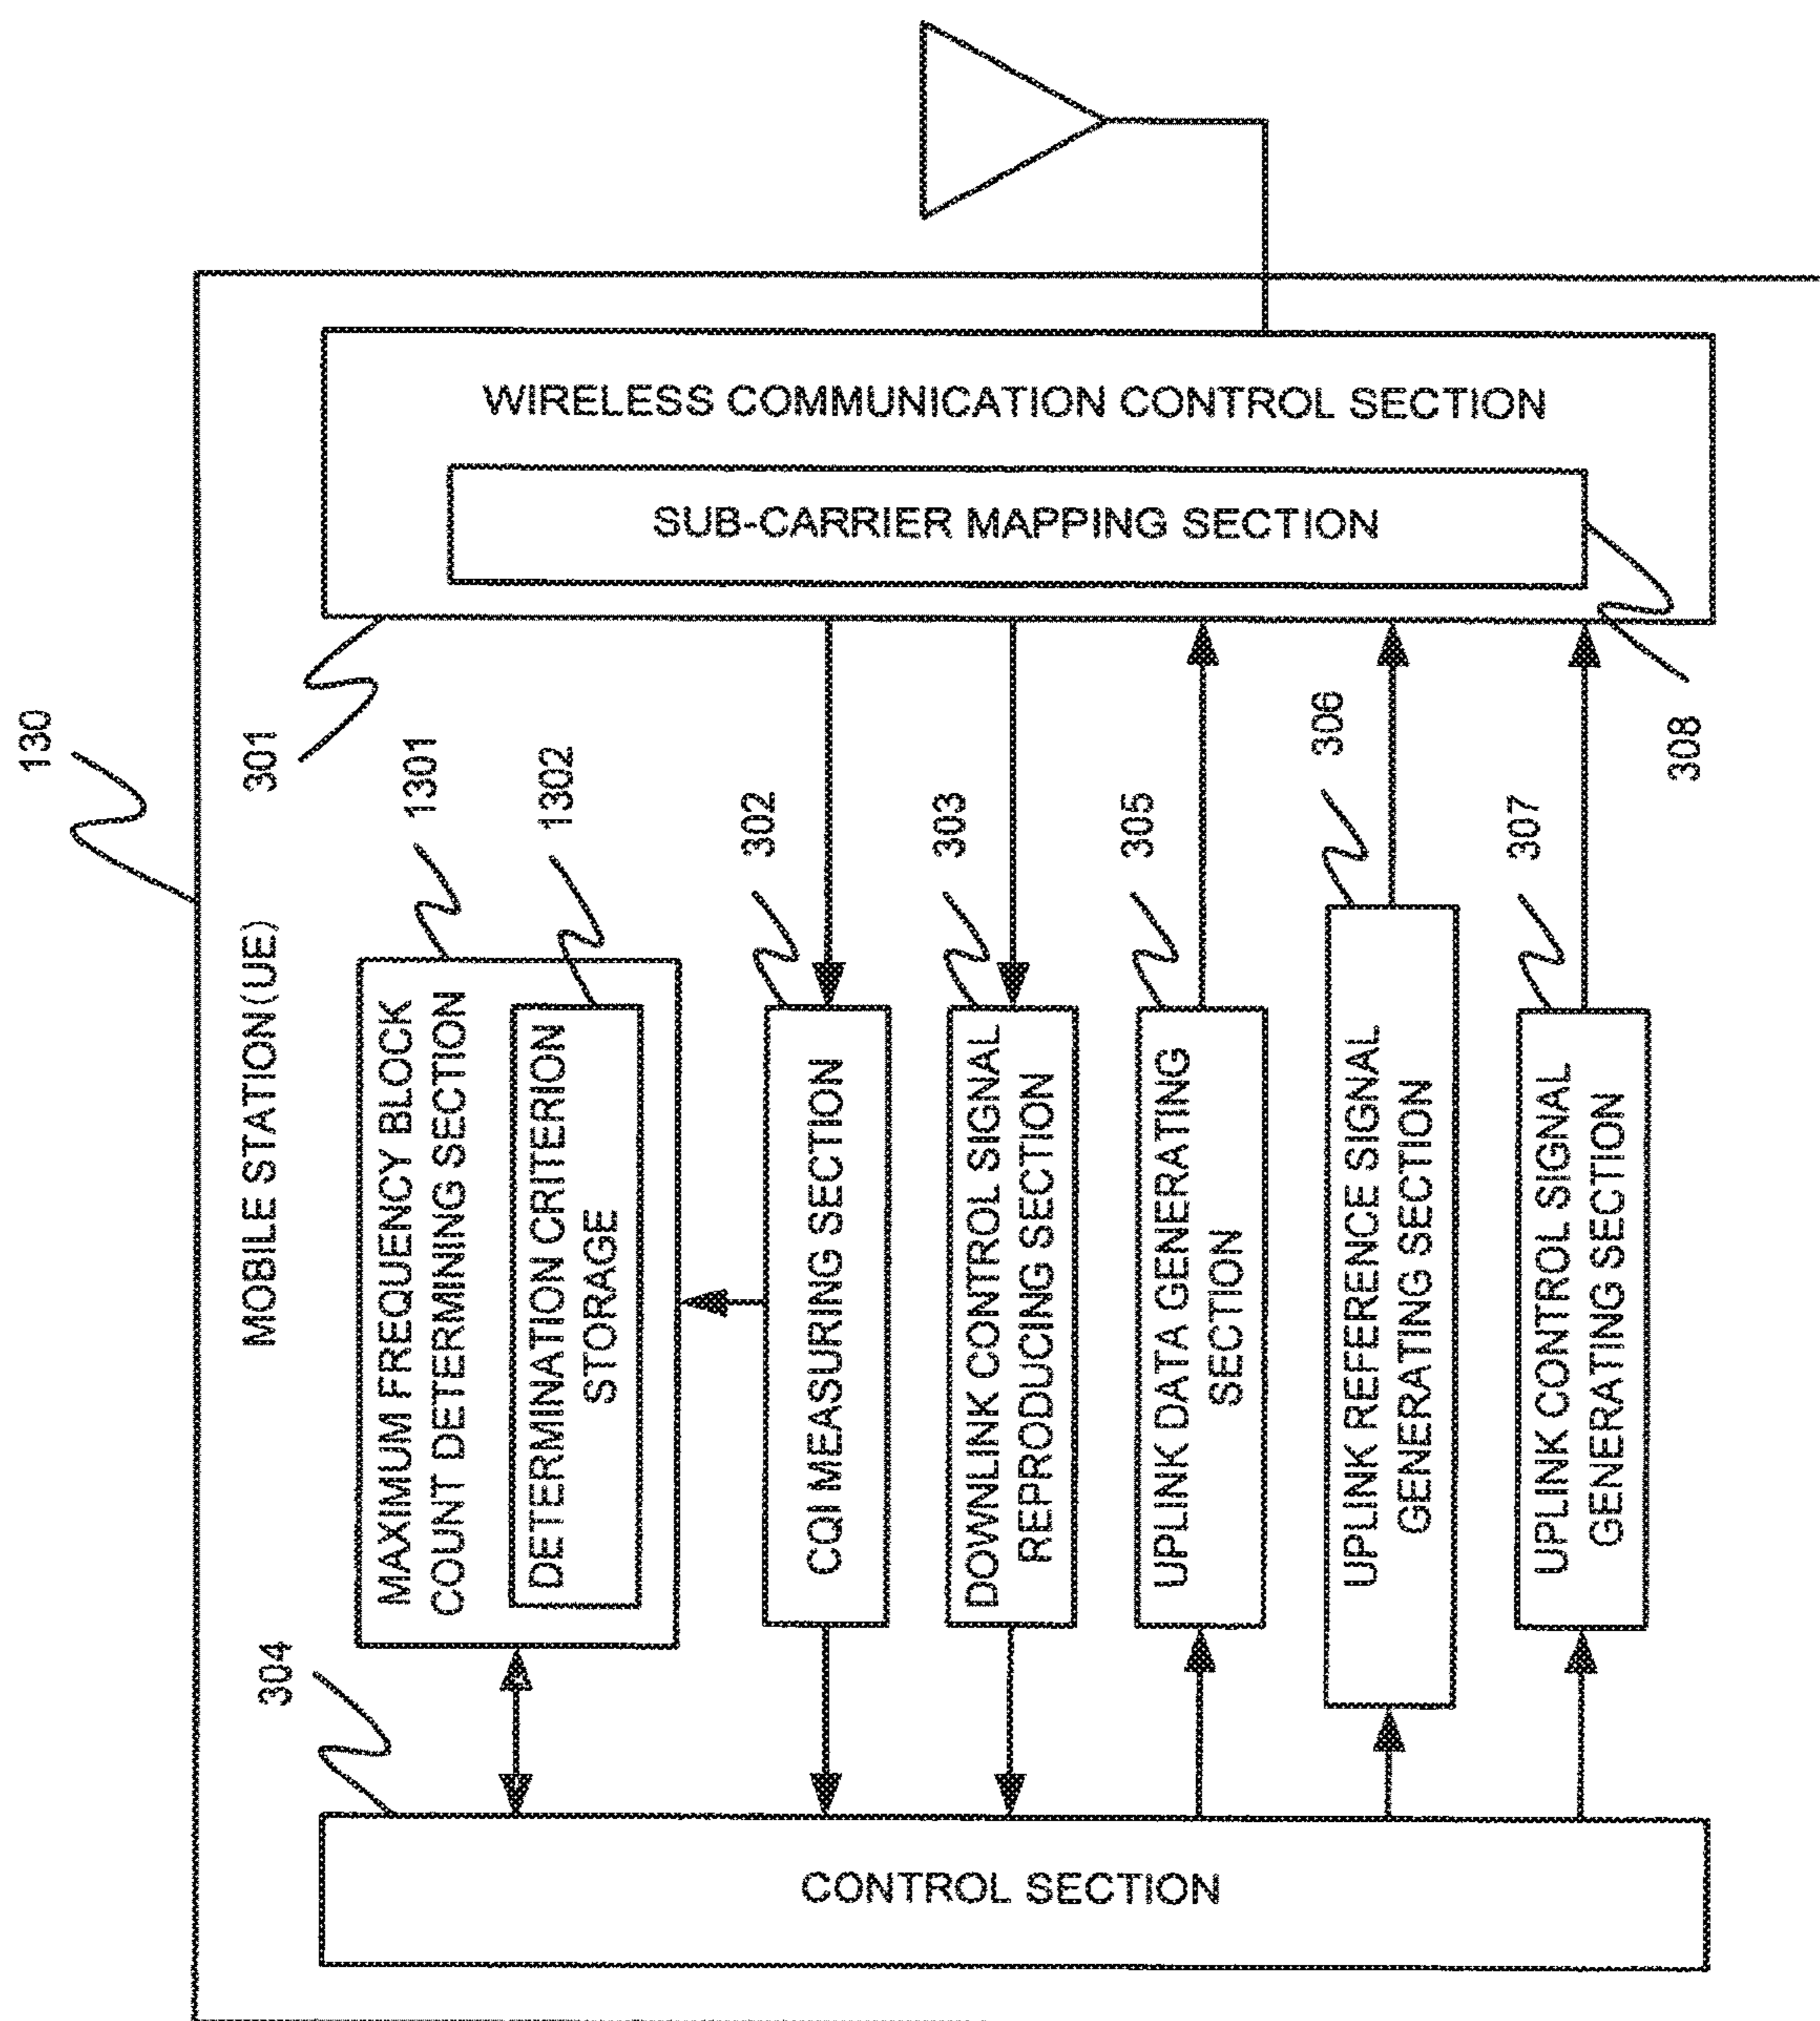 130
MOBILE STATION(UE)
301
WIRELESS COMMUNICATION CONTROL SECTION
SUB-CARRIER MAPPING SECTION
308
1301
MAXIMUM FREQUENCY BLOCK
COUNT DETERMINING SECTION
1302
DETERMINATION CRITERION
STORAGE
302
CQI MEASURING SECTION
303
DOWNLINK CONTROL SIGNAL
REPRODUCING SECTION
305
UPLINK DATA GENERATING
SECTION
306
UPLINK REFERENCE SIGNAL
GENERATING SECTION
307
UPLINK CONTROL SIGNAL
GENERATING SECTION
304
CONTROL SECTION